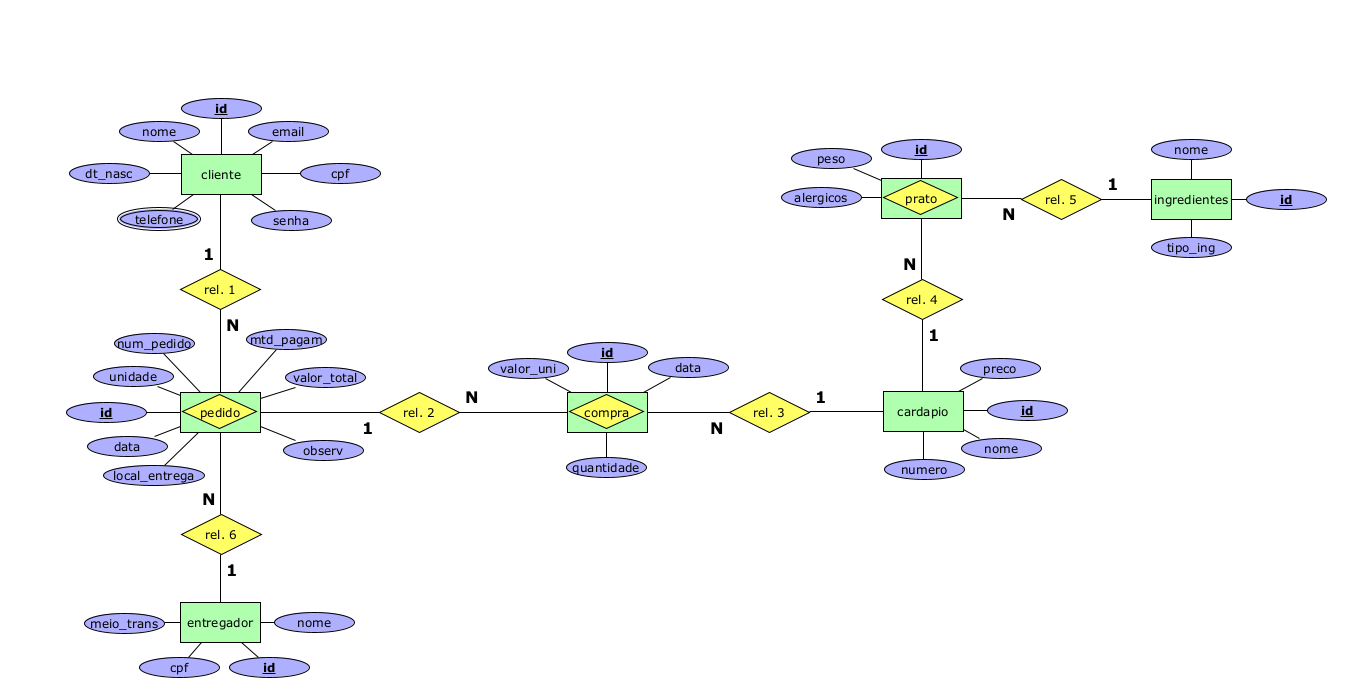 id
nome
email
dt_nasc
cliente
cpf
telefone
senha
1
rel. 1
N
num_pedido
mtd_pagam
unidade
valor_total
id
pedido
data
observ
local_entrega
1
rel. 2
N
N
rel. 6
1
meio_trans
entregador
nome
cpf
id
valor_uni
id
data
compra
quantidade
N
rel. 3
1
preco
cardapio
id
nome
numero
1
rel. 4
N
peso
id
alergicos
prato
N
rel. 5
1
nome
ingredientes
id
tipo_ing